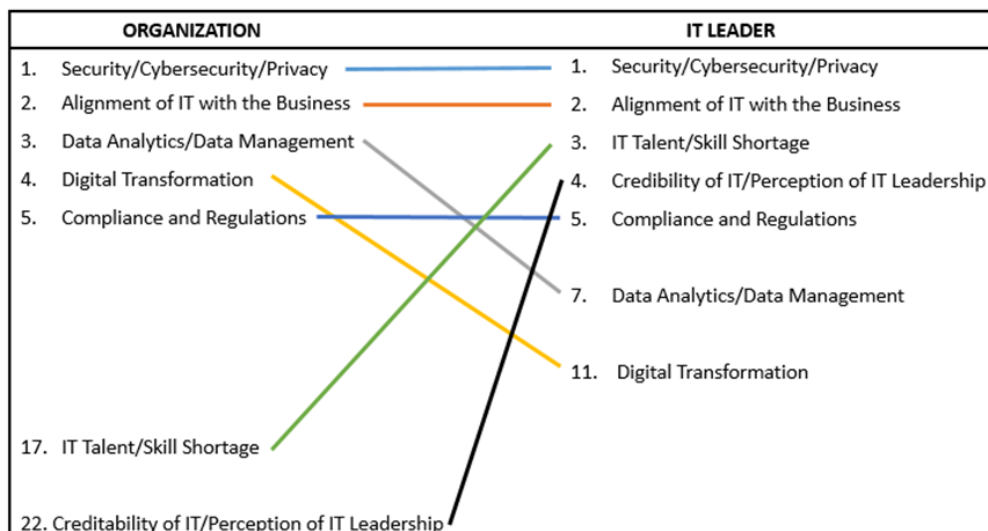 ORGANIZATION
IT LEADER
1. Security/Cybersecurity/Privacy
1. Security/Cybersecurity/Privacy
2. Alignment of IT with the Business
2. Alignment of IT with the Business
3. Data Analytics/Data Management
3. IT Talent/Skill Shortage
4. Digital Transformation
4. Credibility of IT/Perception of IT Leadership
5. Compliance and Regulations
5. Compliance and Regulations
7. Data Analytics/Data Management
11. Digital Transformation
17. IT Talent/Skill Shortage
22. Creditability of IT/Perception of IT Leadership